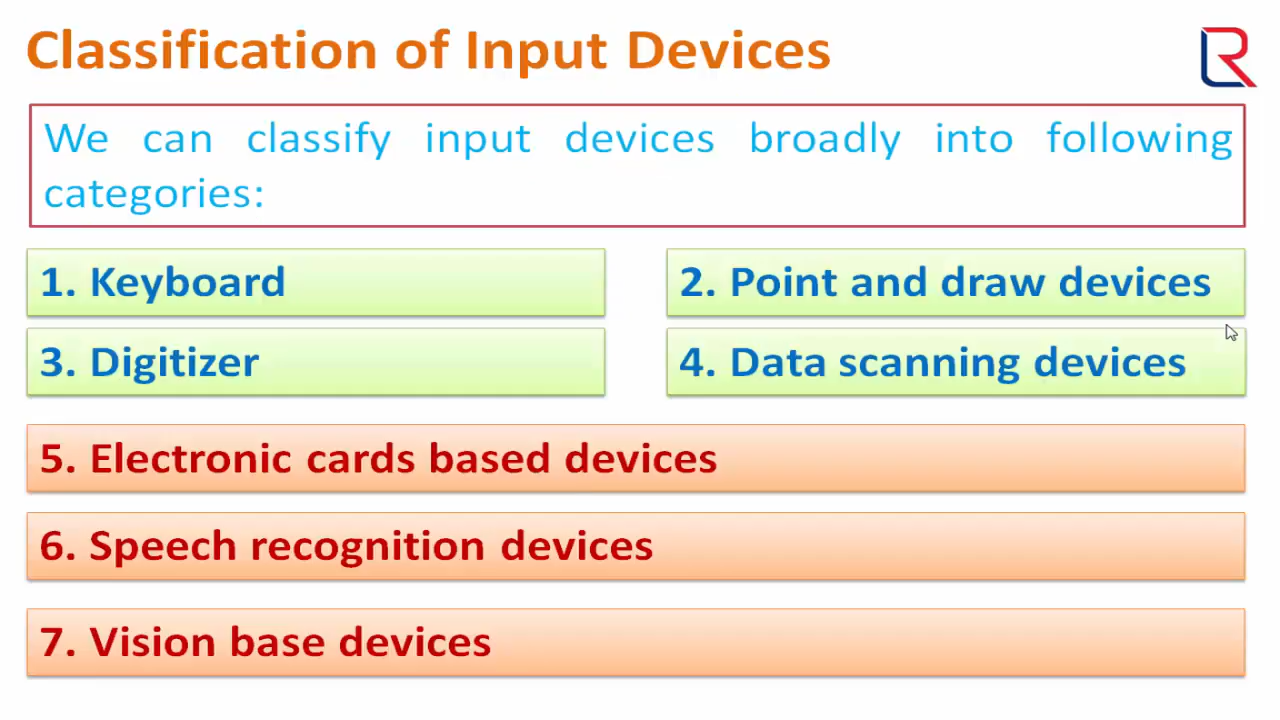 Classification of Input Devices
We can classify input devices broadly into following
categories:
1. Keyboard
2. Point and draw devices
3. Digitizer
4. Data scanning devices
5. Electronic cards based devices
6. Speech recognition devices
7. Vision base devices